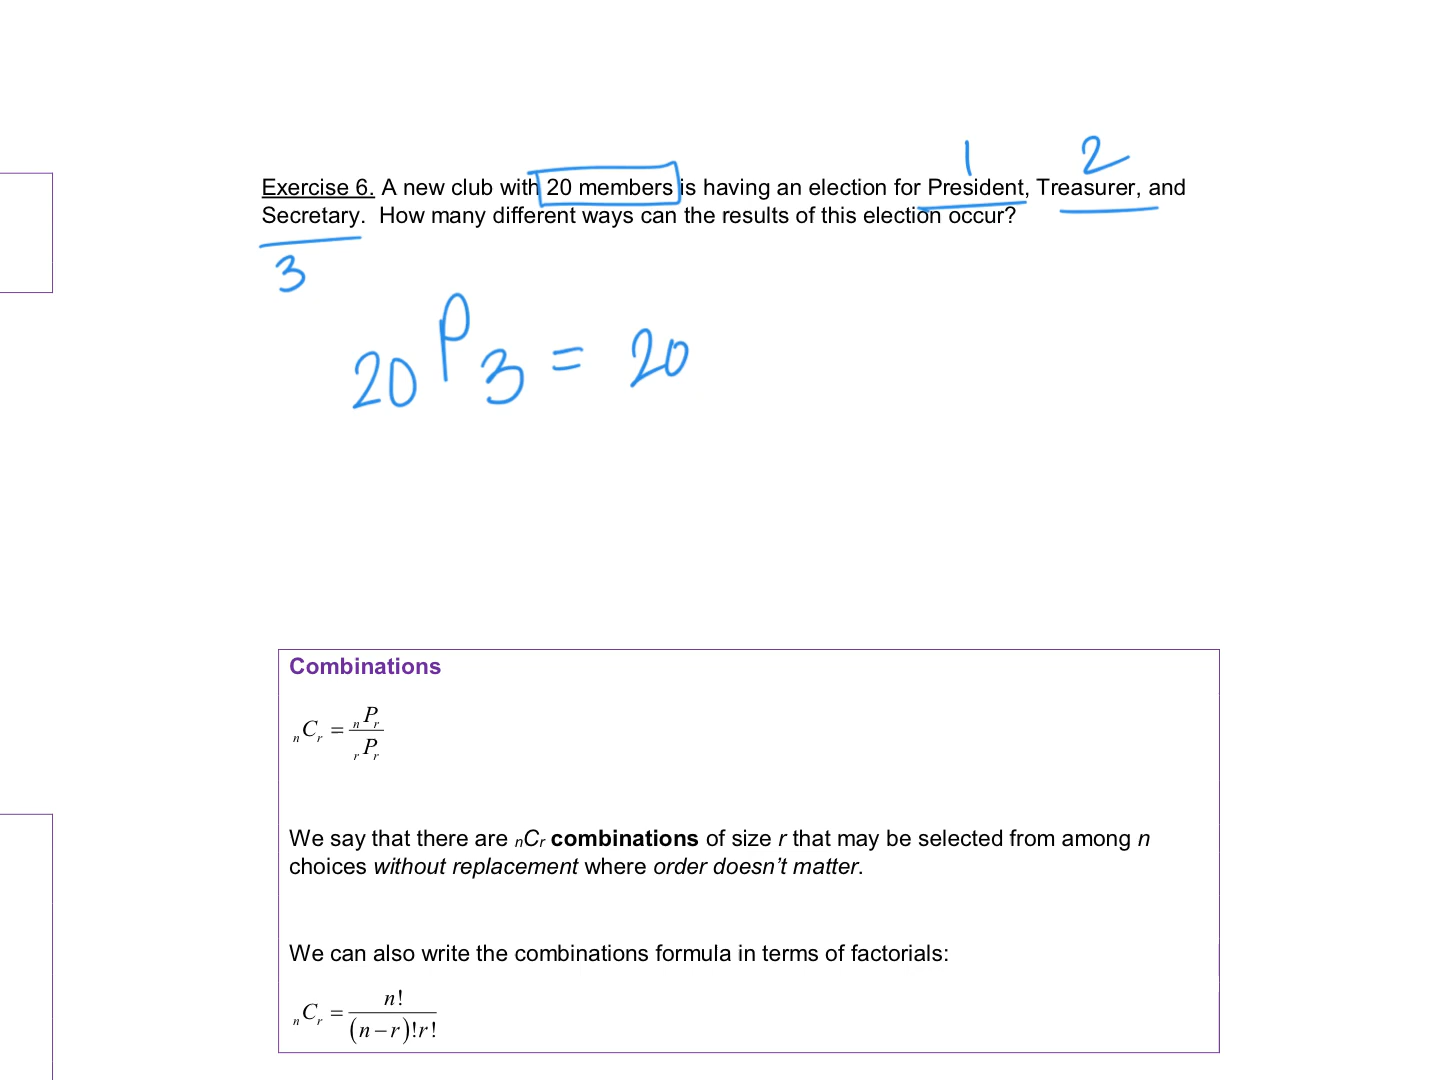 1 2
Exercise 6. A new club with 20 members is having an election for President, Treasurer, and
Secretary.  How many different ways can the results of this election occur?
3
₂₀P₃ = 20
Combinations
ₙCᵣ = ₙPᵣ / ᵣPᵣ
We say that there are ₙCᵣ combinations of size r that may be selected from among n
choices without replacement where order doesn’t matter.
We can also write the combinations formula in terms of factorials:
ₙCᵣ = n! / (n−r)!r!